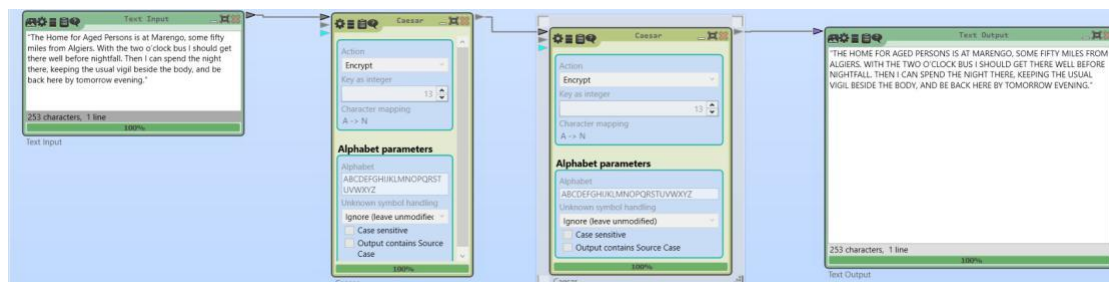 Text Input
"The Home for Aged Persons is at Marengo, some fifty
miles from Algiers. With the two o'clock bus I should get
there well before nightfall. Then I can spend the night
there, keeping the usual vigil beside the body, and be
back here by tomorrow evening."
253 characters, 1 line
100%
Text Input
Caesar
Action
Encrypt
Key as integer
13
Character mapping
A -> N
Alphabet parameters
Alphabet
ABCDEFGHIJKLMNOPQRST
UVWXYZ
Unknown symbol handling
Ignore (leave unmodified
Case sensitive
Output contains Source
Case
100%
Caesar
Action
Encrypt
Key as integer
13
Character mapping
A -> N
Alphabet parameters
Alphabet
ABCDEFGHIJKLMNOPQRSTUVWXYZ
Unknown symbol handling
Ignore (leave unmodified)
Case sensitive
Output contains Source Case
100%
Caesar
Text Output
"THE HOME FOR AGED PERSONS IS AT MARENGO, SOME FIFTY MILES FROM
ALGIERS. WITH THE TWO O'CLOCK BUS I SHOULD GET THERE WELL BEFORE
NIGHTFALL. THEN I CAN SPEND THE NIGHT THERE, KEEPING THE USUAL
VIGIL BESIDE THE BODY, AND BE BACK HERE BY TOMORROW EVENING."
253 characters, 1 line
100%
Text Output